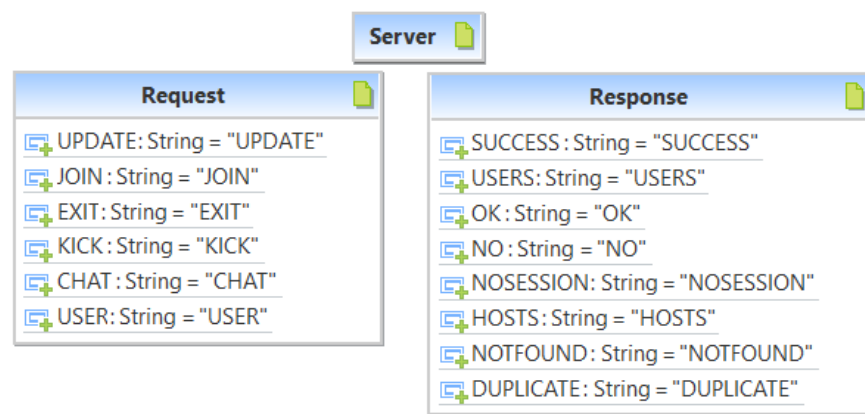 Server
Request
UPDATE: String = "UPDATE"
JOIN : String = "JOIN"
EXIT: String = "EXIT"
KICK : String = "KICK"
CHAT : String = "CHAT"
USER: String = "USER"
Response
SUCCESS : String = "SUCCESS"
USERS: String = "USERS"
OK : String = "OK"
NO : String = "NO"
NOSESSION: String = "NOSESSION"
HOSTS : String = "HOSTS"
NOTFOUND : String = "NOTFOUND"
DUPLICATE: String = "DUPLICATE"